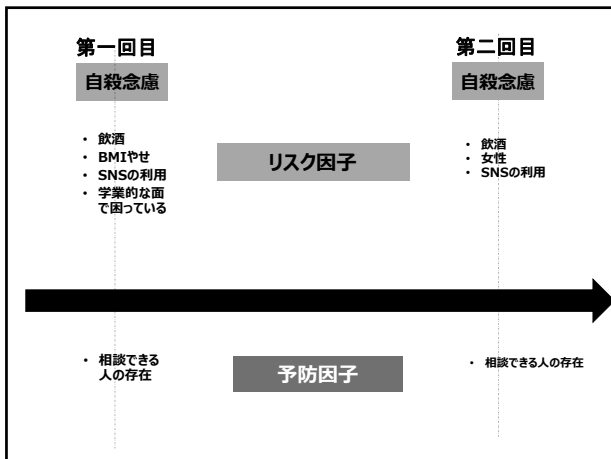 第一回目
自殺念慮
・ 飲酒
・ BMIやせ
・ SNSの利用
・ 学業的な面
で困っている
リスク因子
第二回目
自殺念慮
・ 飲酒
・ 女性
・ SNSの利用
・ 相談できる
人の存在
予防因子
・ 相談できる人の存在